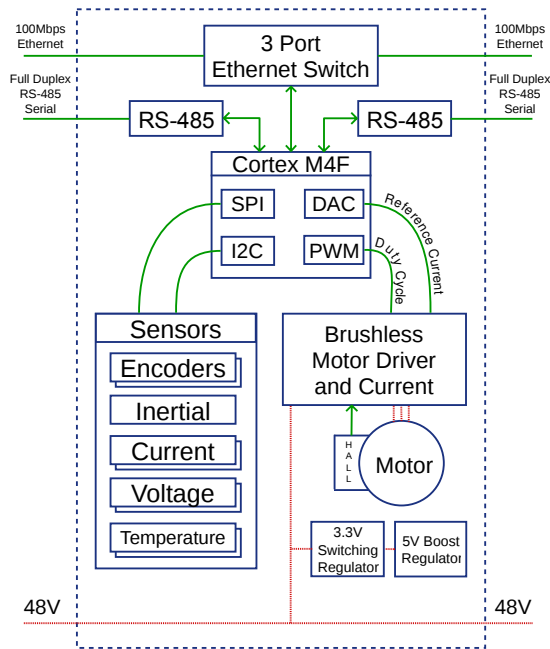 100Mbps
Ethernet
3 Port
Ethernet Switch
100Mbps
Ethernet
Full Duplex
RS-485
Serial
RS-485
RS-485
Full Duplex
RS-485
Serial
Cortex M4F
SPI
DAC
I2C
PWM
Reference Current
Duty Cycle
Sensors
Encoders
Inertial
Current
Voltage
Temperature
Brushless
Motor Driver
and Current
HALL
Motor
3.3V
Switching
Regulator
5V Boost
Regulator
48V
48V